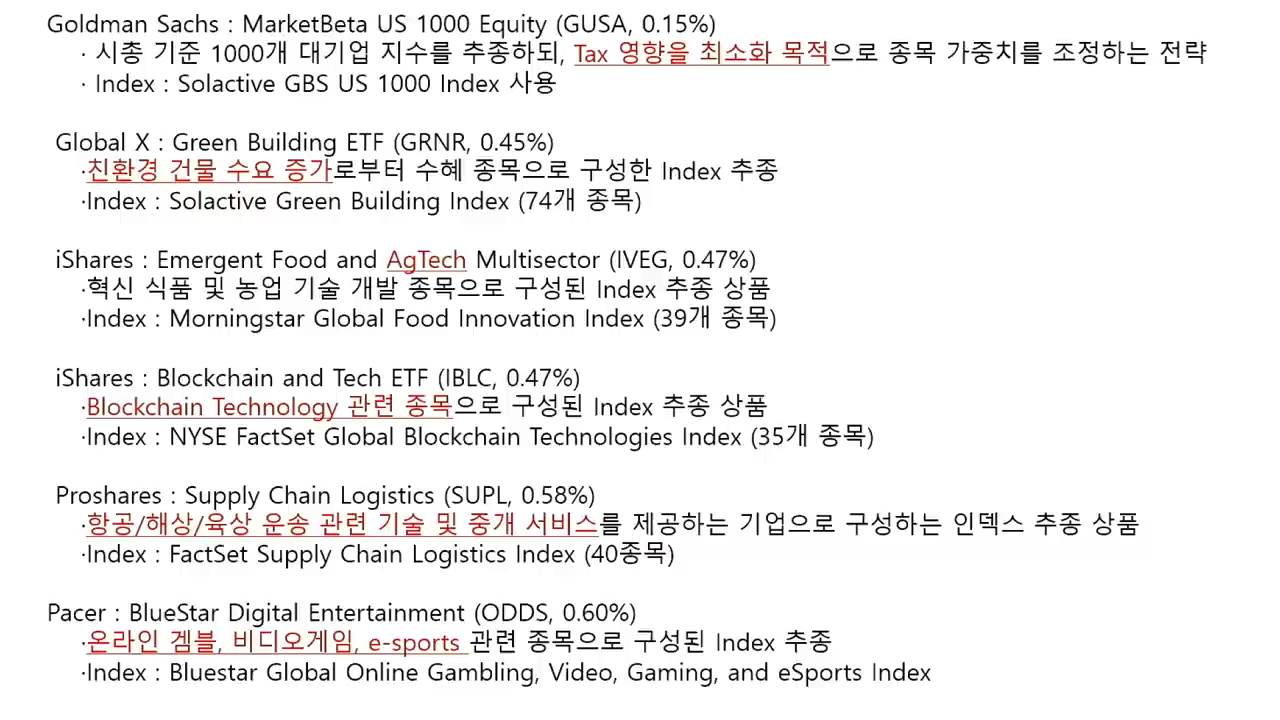 Goldman Sachs : MarketBeta US 1000 Equity (GUSA, 0.15%)
· 시총 기준 1000개 대기업 지수를 추종하되, Tax 영향을 최소화 목적으로 종목 가중치를 조정하는 전략
· Index : Solactive GBS US 1000 Index 사용
Global X : Green Building ETF (GRNR, 0.45%)
·친환경 건물 수요 증가로부터 수혜 종목으로 구성한 Index 추종
·Index : Solactive Green Building Index (74개 종목)
iShares : Emergent Food and AgTech Multisector (IVEG, 0.47%)
·혁신 식품 및 농업 기술 개발 종목으로 구성된 Index 추종 상품
·Index : Morningstar Global Food Innovation Index (39개 종목)
iShares : Blockchain and Tech ETF (IBLC, 0.47%)
·Blockchain Technology 관련 종목으로 구성된 Index 추종 상품
·Index : NYSE FactSet Global Blockchain Technologies Index (35개 종목)
Proshares : Supply Chain Logistics (SUPL, 0.58%)
·항공/해상/육상 운송 관련 기술 및 중개 서비스를 제공하는 기업으로 구성하는 인덱스 추종 상품
·Index : FactSet Supply Chain Logistics Index (40종목)
Pacer : BlueStar Digital Entertainment (ODDS, 0.60%)
·온라인 겜블, 비디오게임, e-sports 관련 종목으로 구성된 Index 추종
·Index : Bluestar Global Online Gambling, Video, Gaming, and eSports Index